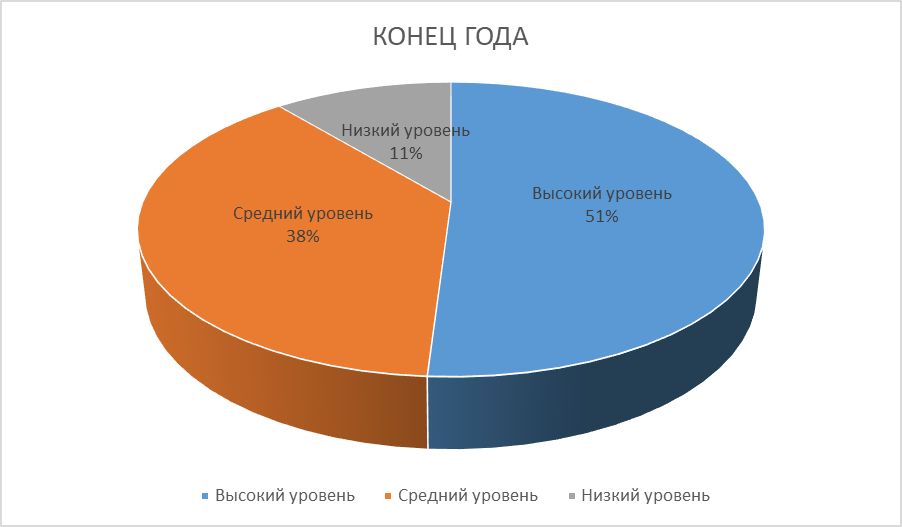 КОНЕЦ ГОДА
Низкий уровень
11%
Высокий уровень
51%
Средний уровень
38%
Высокий уровень Средний уровень Низкий уровень